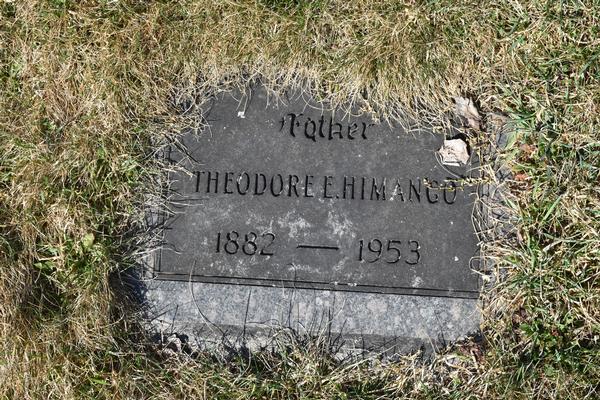 Father
THEODORE E. HIMANGO
1882 — 1953